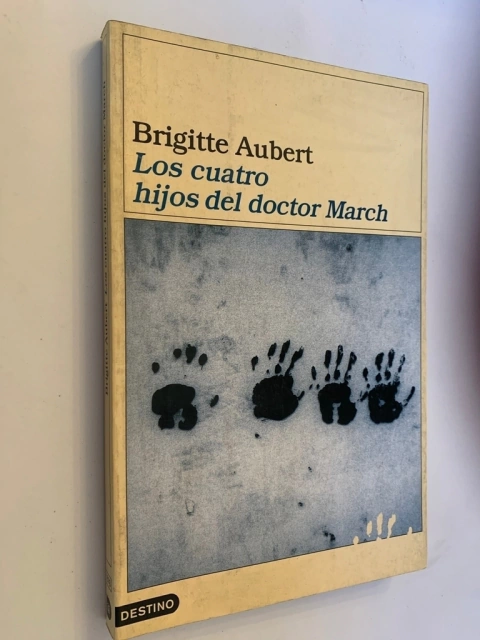 Brigitte Aubert
Los cuatro
hijos del doctor March
DESTINO